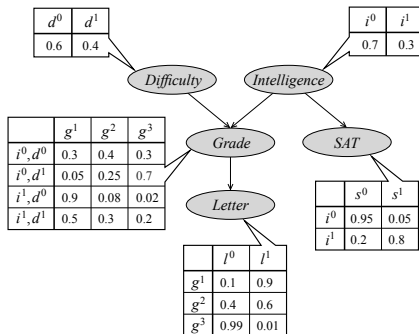 d⁰ d¹
0.6 0.4
i⁰ i¹
0.7 0.3
Difficulty
Intelligence
g¹ g² g³
i⁰, d⁰ 0.3 0.4 0.3
i⁰, d¹ 0.05 0.25 0.7
i¹, d⁰ 0.9 0.08 0.02
i¹, d¹ 0.5 0.3 0.2
Grade
SAT
Letter
s⁰ s¹
i⁰ 0.95 0.05
i¹ 0.2 0.8
l⁰ l¹
g¹ 0.1 0.9
g² 0.4 0.6
g³ 0.99 0.01